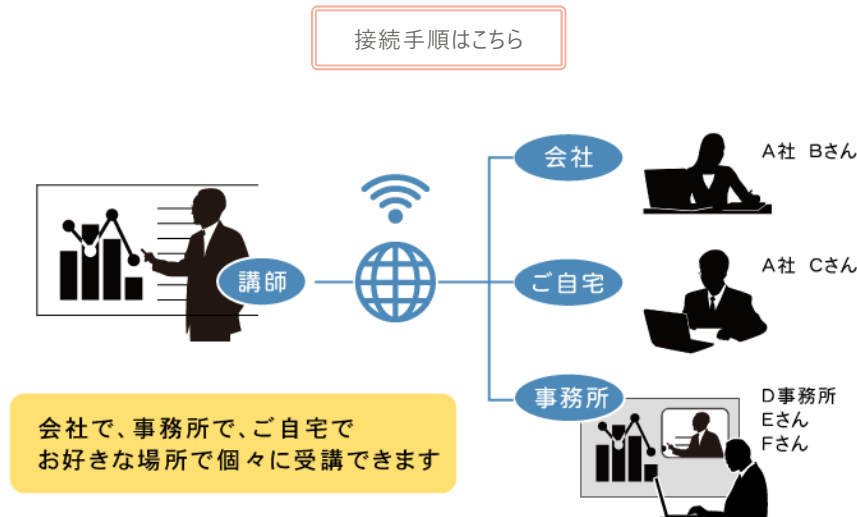 接続手順はこちら
会社
A社 Bさん
講師
ご自宅
A社 Cさん
事務所
D事務所
Eさん
Fさん
会社で、事務所で、ご自宅で
お好きな場所で個々に受講できます